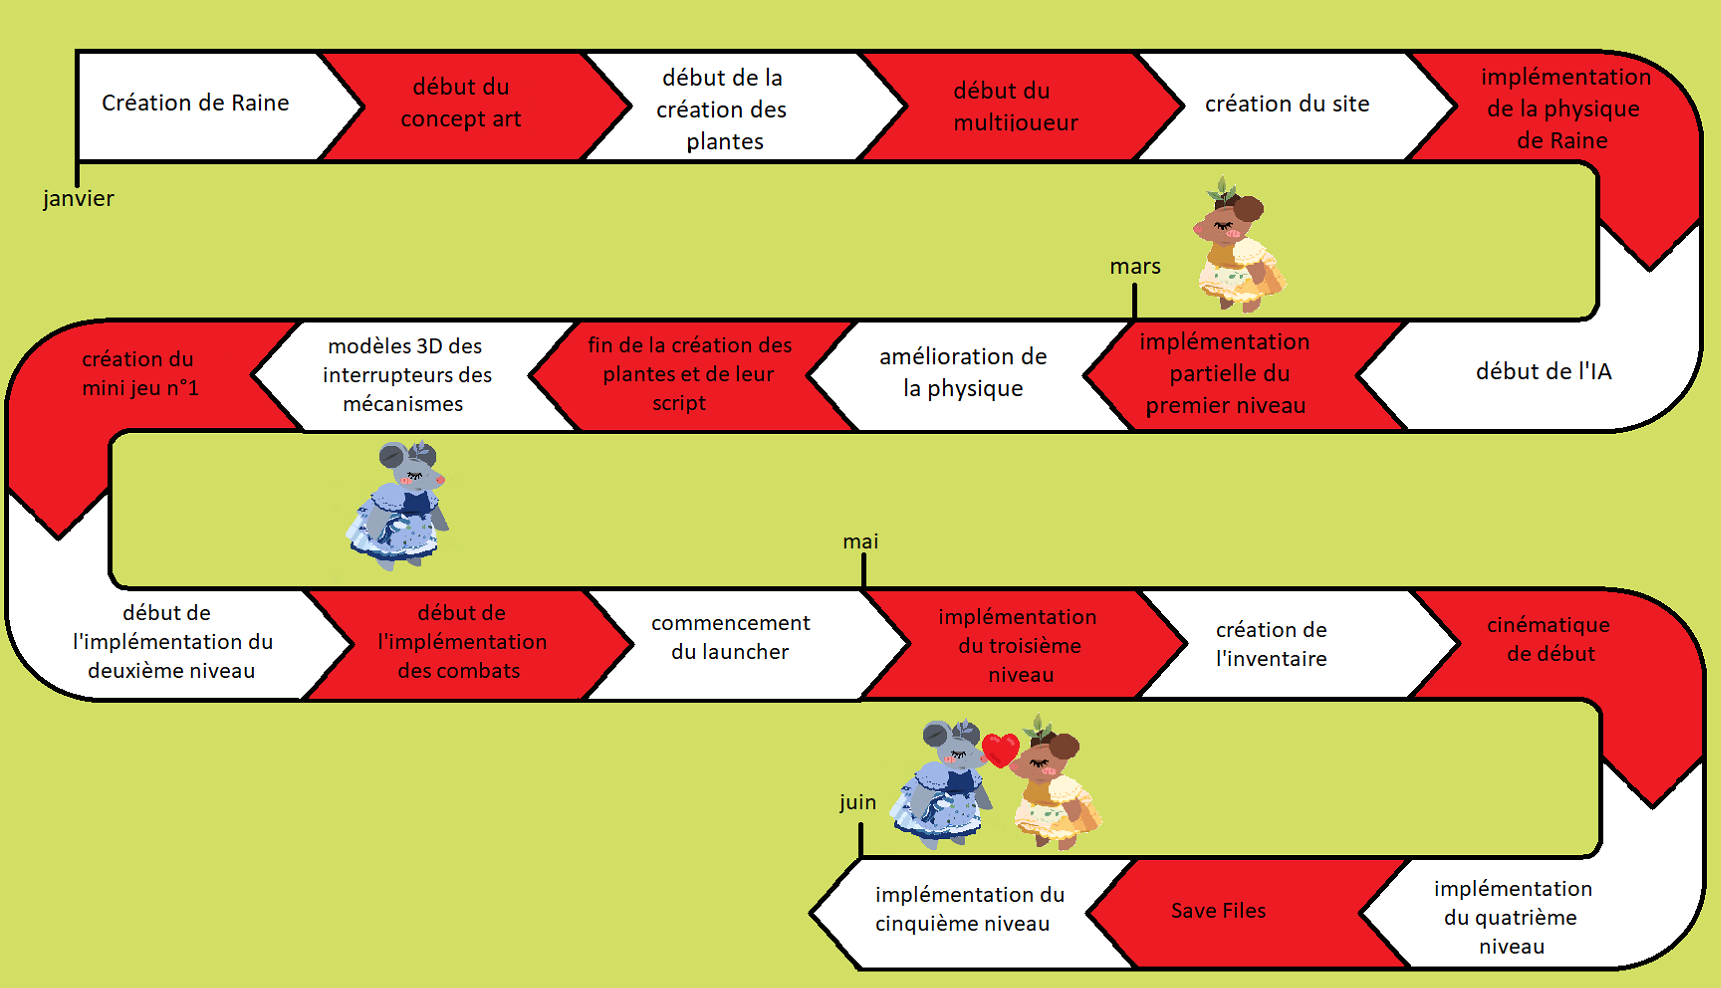 Création de Raine
début du
concept art
début de la
création des
plantes
début du
multijoueur
création du site
implémentation
de la physique
de Raine
janvier
mars
début de l'IA
implémentation
partielle du
premier niveau
amélioration de
la physique
fin de la création des
plantes et de leur
script
modèles 3D des
interrupteurs des
mécanismes
création du
mini jeu n°1
mai
début de
l'implémentation du
deuxième niveau
début de
l'implémentation
des combats
commencement
du launcher
implémentation
du troisième
niveau
création de
l'inventaire
cinématique
de début
juin
implémentation
du quatrième
niveau
Save Files
implémentation du
cinquième niveau